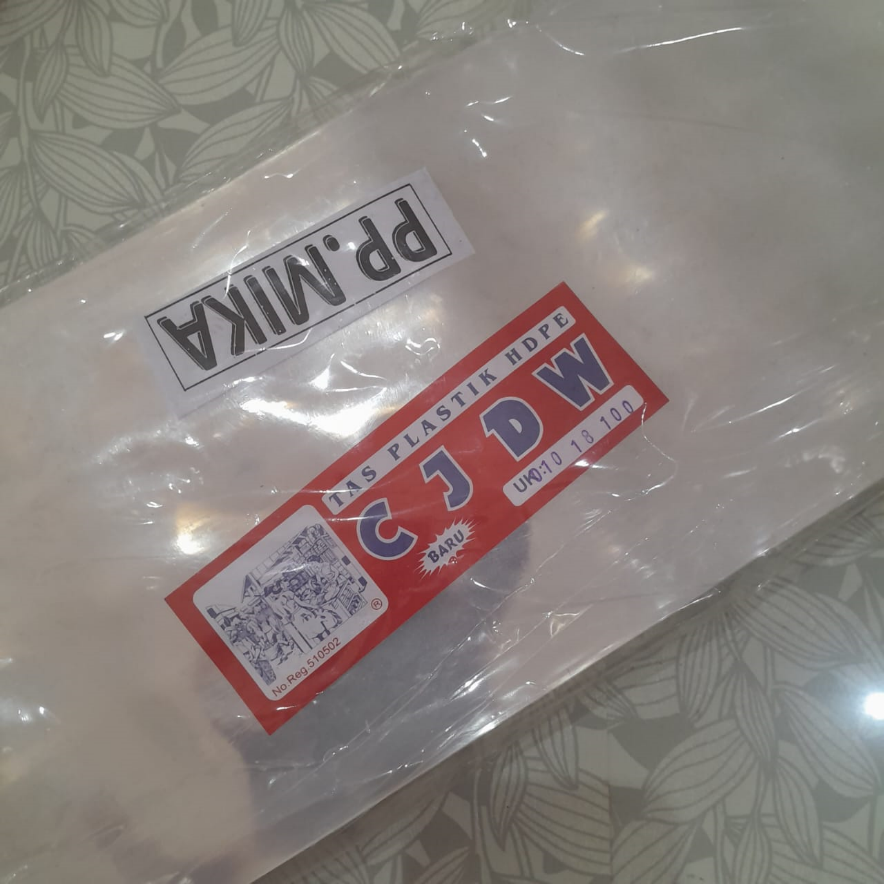 PP.MIKA
TAS PLASTIK HDPE
C J D W
BARU
UK. 10 18 100
No.Reg.510502
®